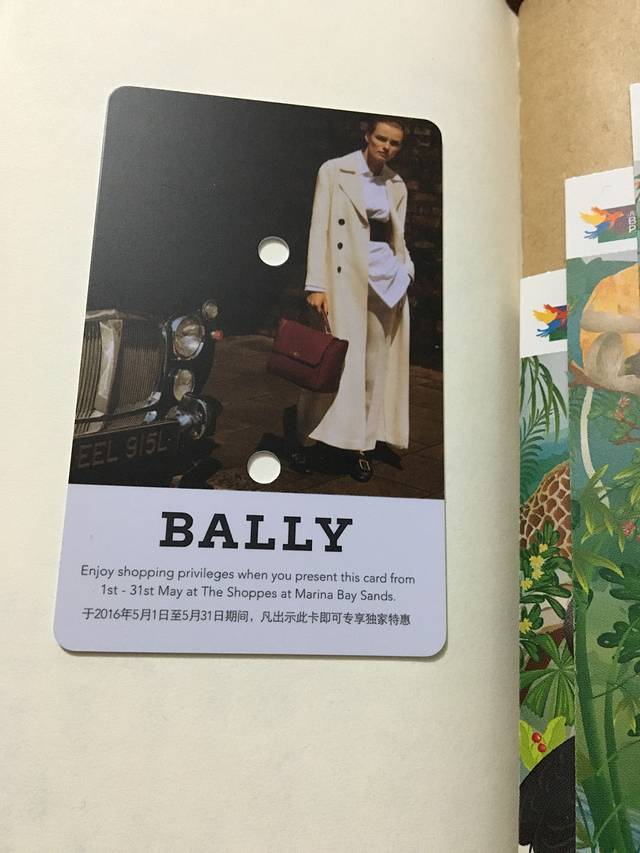 EEL 915L
BALLY
Enjoy shopping privileges when you present this card from
1st - 31st May at The Shoppes at Marina Bay Sands.
于2016年5月1日至5月31日期间，凡出示此卡即可专享独家特惠